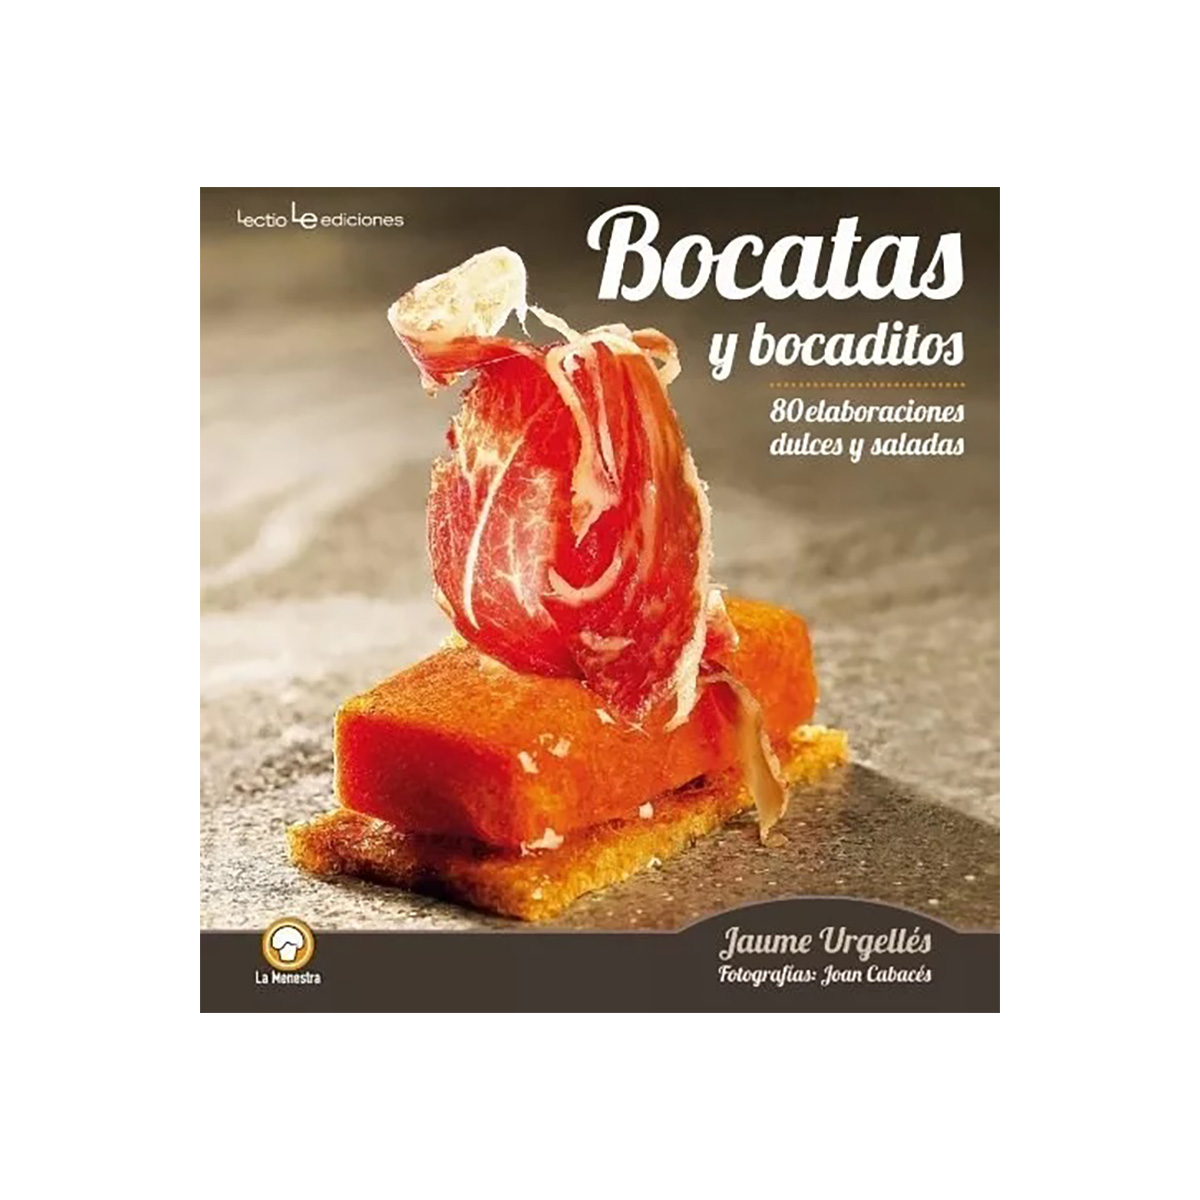 Lectio Le ediciones
Bocatas
y bocaditos
80 elaboraciones
dulces y saladas
Jaume Urgellés
Fotografías: Joan Cabacés
La Menestra